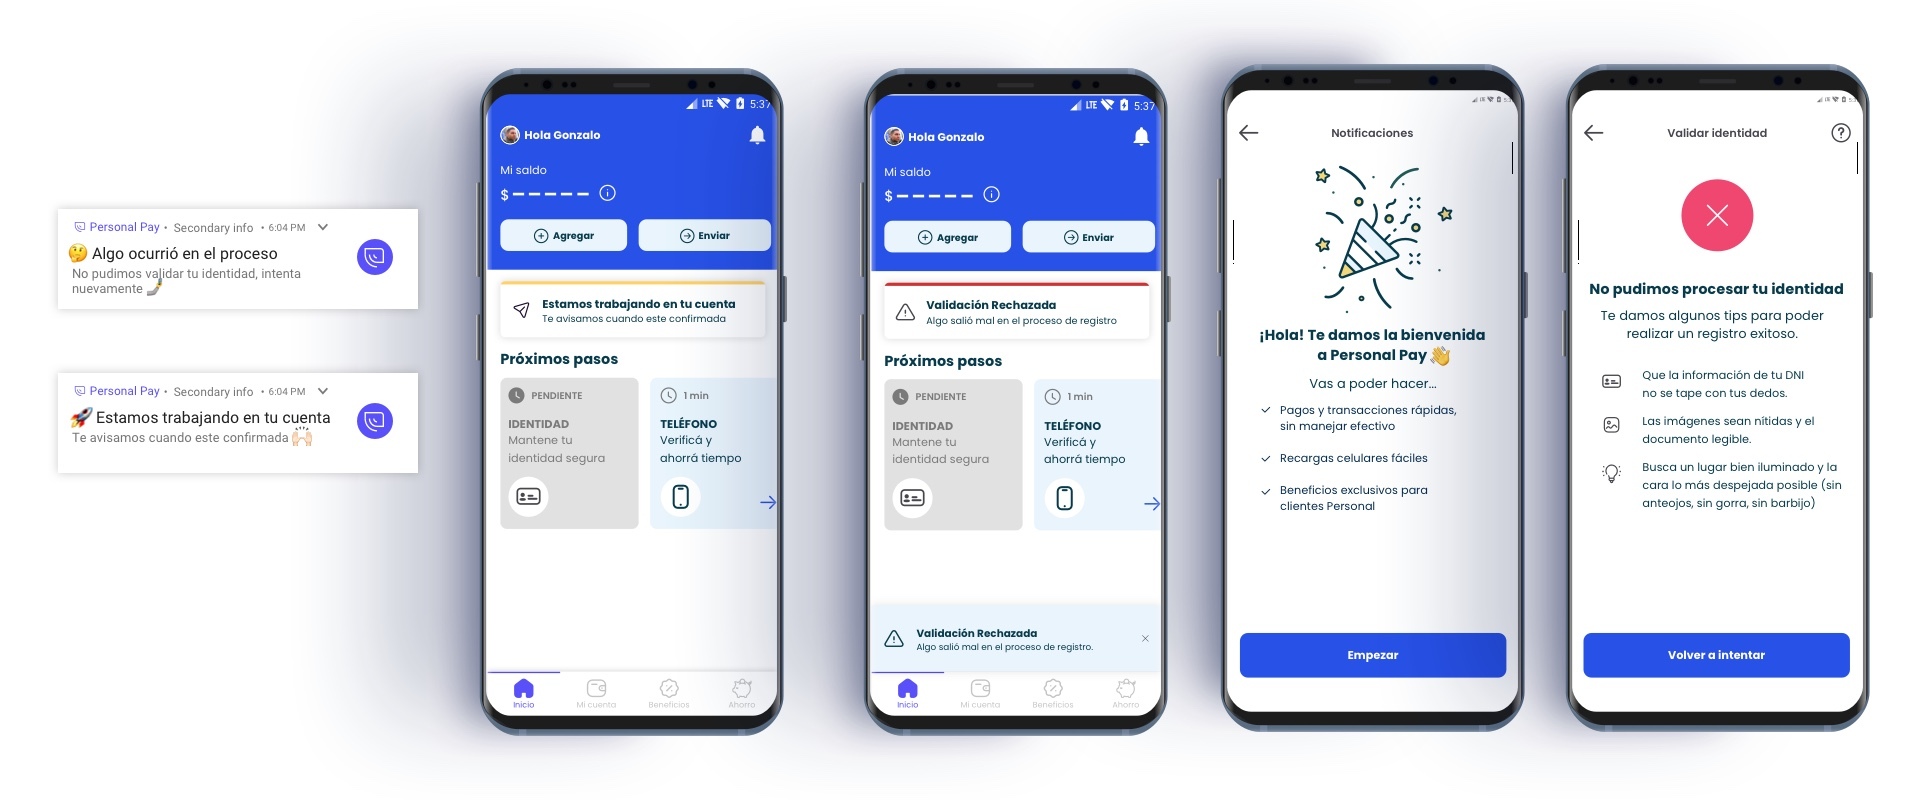 Personal Pay • Secondary info • 6:04 PM
🤔 Algo ocurrió en el proceso
No pudimos validar tu identidad, intenta
nuevamente 🤳
Personal Pay • Secondary info • 6:04 PM
🚀 Estamos trabajando en tu cuenta
Te avisamos cuando este confirmada 🙌🏻
LTE 5:37
Hola Gonzalo
Mi saldo
$ – – – – – –
Agregar
Enviar
Estamos trabajando en tu cuenta
Te avisamos cuando este confirmada
Próximos pasos
PENDIENTE
IDENTIDAD
Mantene tu
identidad segura
1 min
TELÉFONO
Verificá y
ahorrá tiempo
Inicio
Mi cuenta
Beneficios
Ahorro
LTE 5:37
Hola Gonzalo
Mi saldo
$ – – – – – –
Agregar
Enviar
Validación Rechazada
Algo salió mal en el proceso de registro
Próximos pasos
PENDIENTE
IDENTIDAD
Mantene tu
identidad segura
1 min
TELÉFONO
Verificá y
ahorrá tiempo
Validación Rechazada
Algo salió mal en el proceso de registro.
Inicio
Mi cuenta
Beneficios
Ahorro
Notificaciones
¡Hola! Te damos la bienvenida
a Personal Pay 👋
Vas a poder hacer...
Pagos y transacciones rápidas,
sin manejar efectivo
Recargas celulares fáciles
Beneficios exclusivos para
clientes Personal
Empezar
Validar identidad
No pudimos procesar tu identidad
Te damos algunos tips para poder
realizar un registro exitoso.
Que la información de tu DNI
no se tape con tus dedos.
Las imágenes sean nítidas y el
documento legible.
Busca un lugar bien iluminado y la
cara lo más despejada posible (sin
anteojos, sin gorra, sin barbijo)
Volver a intentar